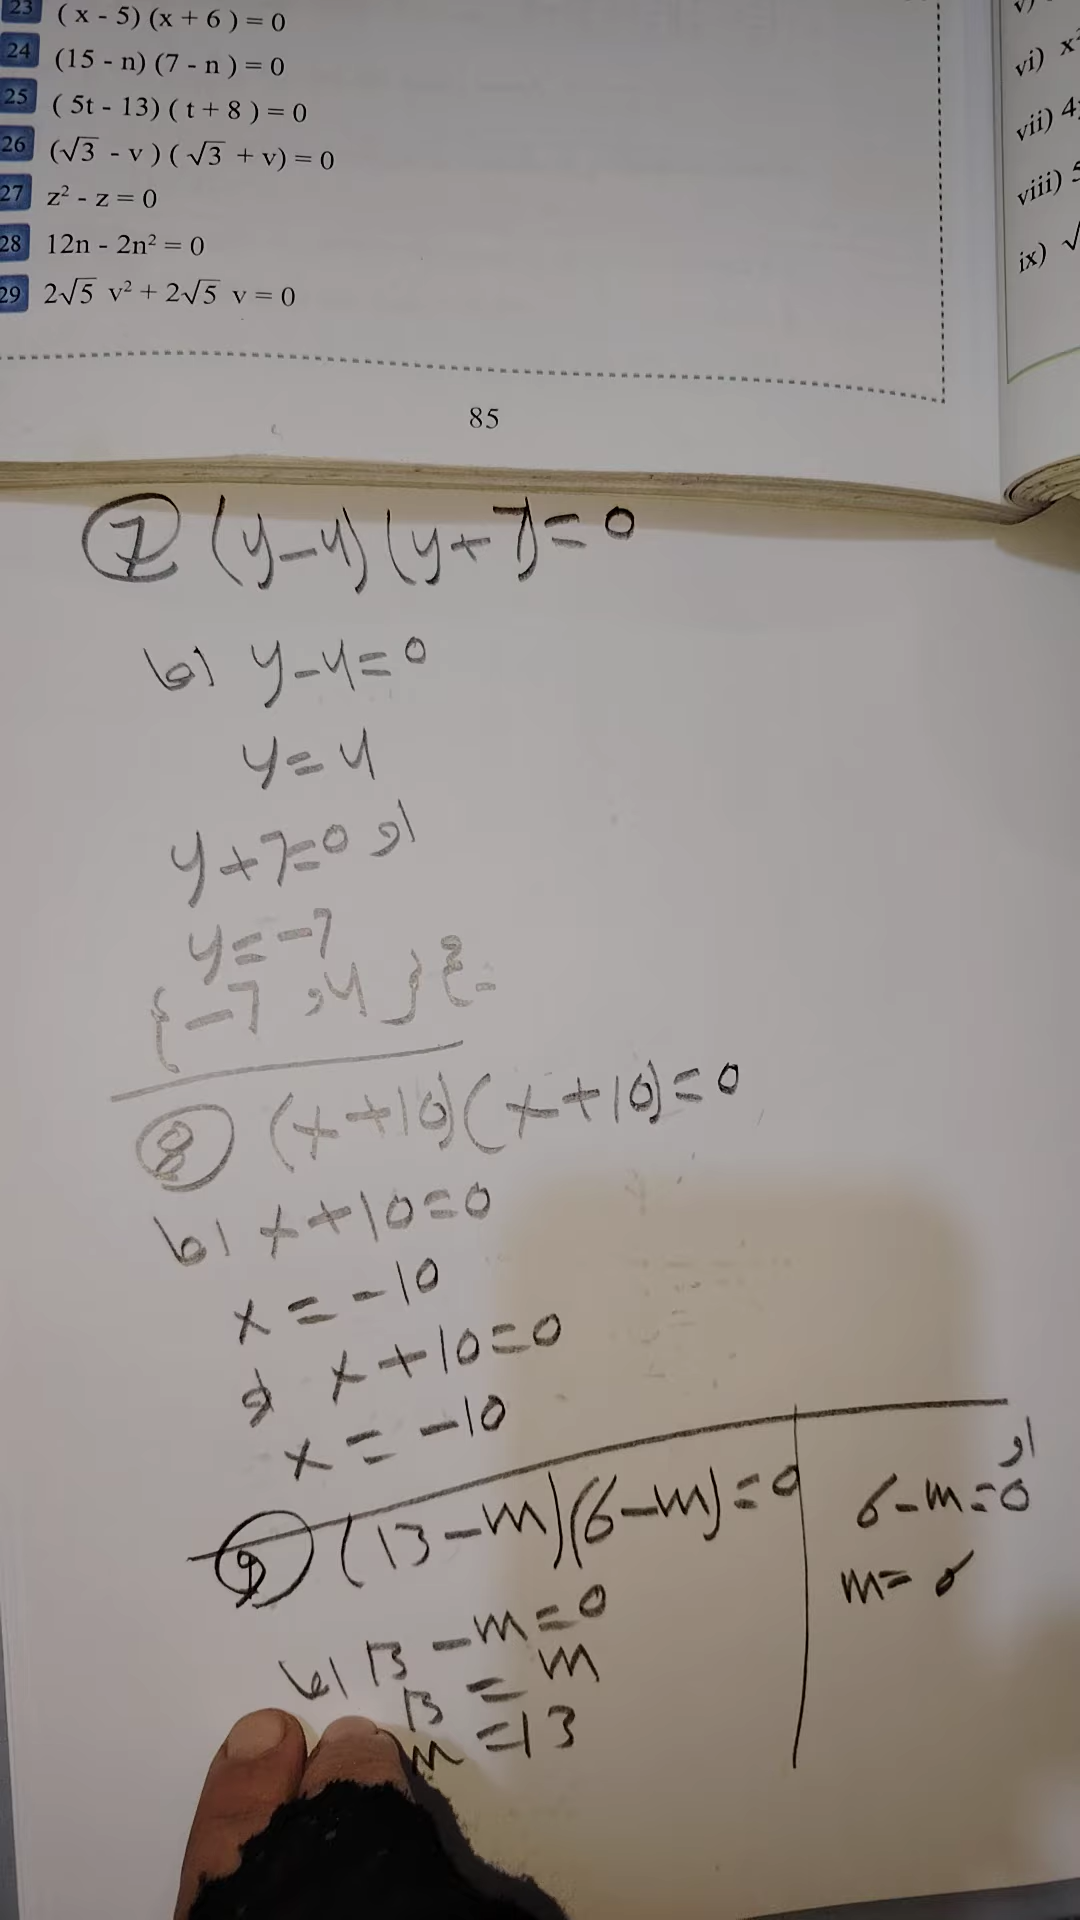 23 ( x - 5) (x + 6 ) = 0
24 (15 - n) (7 - n ) = 0
25 ( 5t - 13) ( t + 8 ) = 0
26 (√3 - v ) ( √3 + v) = 0
27 z² - z = 0
28 12n - 2n² = 0
29 2√5 v² + 2√5 v = 0
vi) x²
vii) 4
viii) 5
ix) √
85
7 (y-4)(y+7)=0
اما y-4=0
y=4
y+7=0 او
y=-7
{-7 ,4}
8 (x+10)(x+10)=0
اما x+10=0
x=-10
او x+10=0
x=-10
9 (13-m)(6-m)=0
اما 13-m=0
13=m
m=13
او
6-m=0
m=6